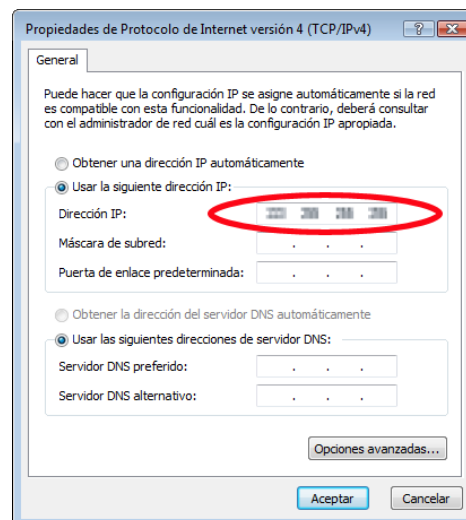 Propiedades de Protocolo de Internet versión 4 (TCP/IPv4)
General
Puede hacer que la configuración IP se asigne automáticamente si la red
es compatible con esta funcionalidad. De lo contrario, deberá consultar
con el administrador de red cuál es la configuración IP apropiada.
Obtener una dirección IP automáticamente
Usar la siguiente dirección IP:
Dirección IP:
Máscara de subred:
Puerta de enlace predeterminada:
Obtener la dirección del servidor DNS automáticamente
Usar las siguientes direcciones de servidor DNS:
Servidor DNS preferido:
Servidor DNS alternativo:
Opciones avanzadas...
Aceptar Cancelar